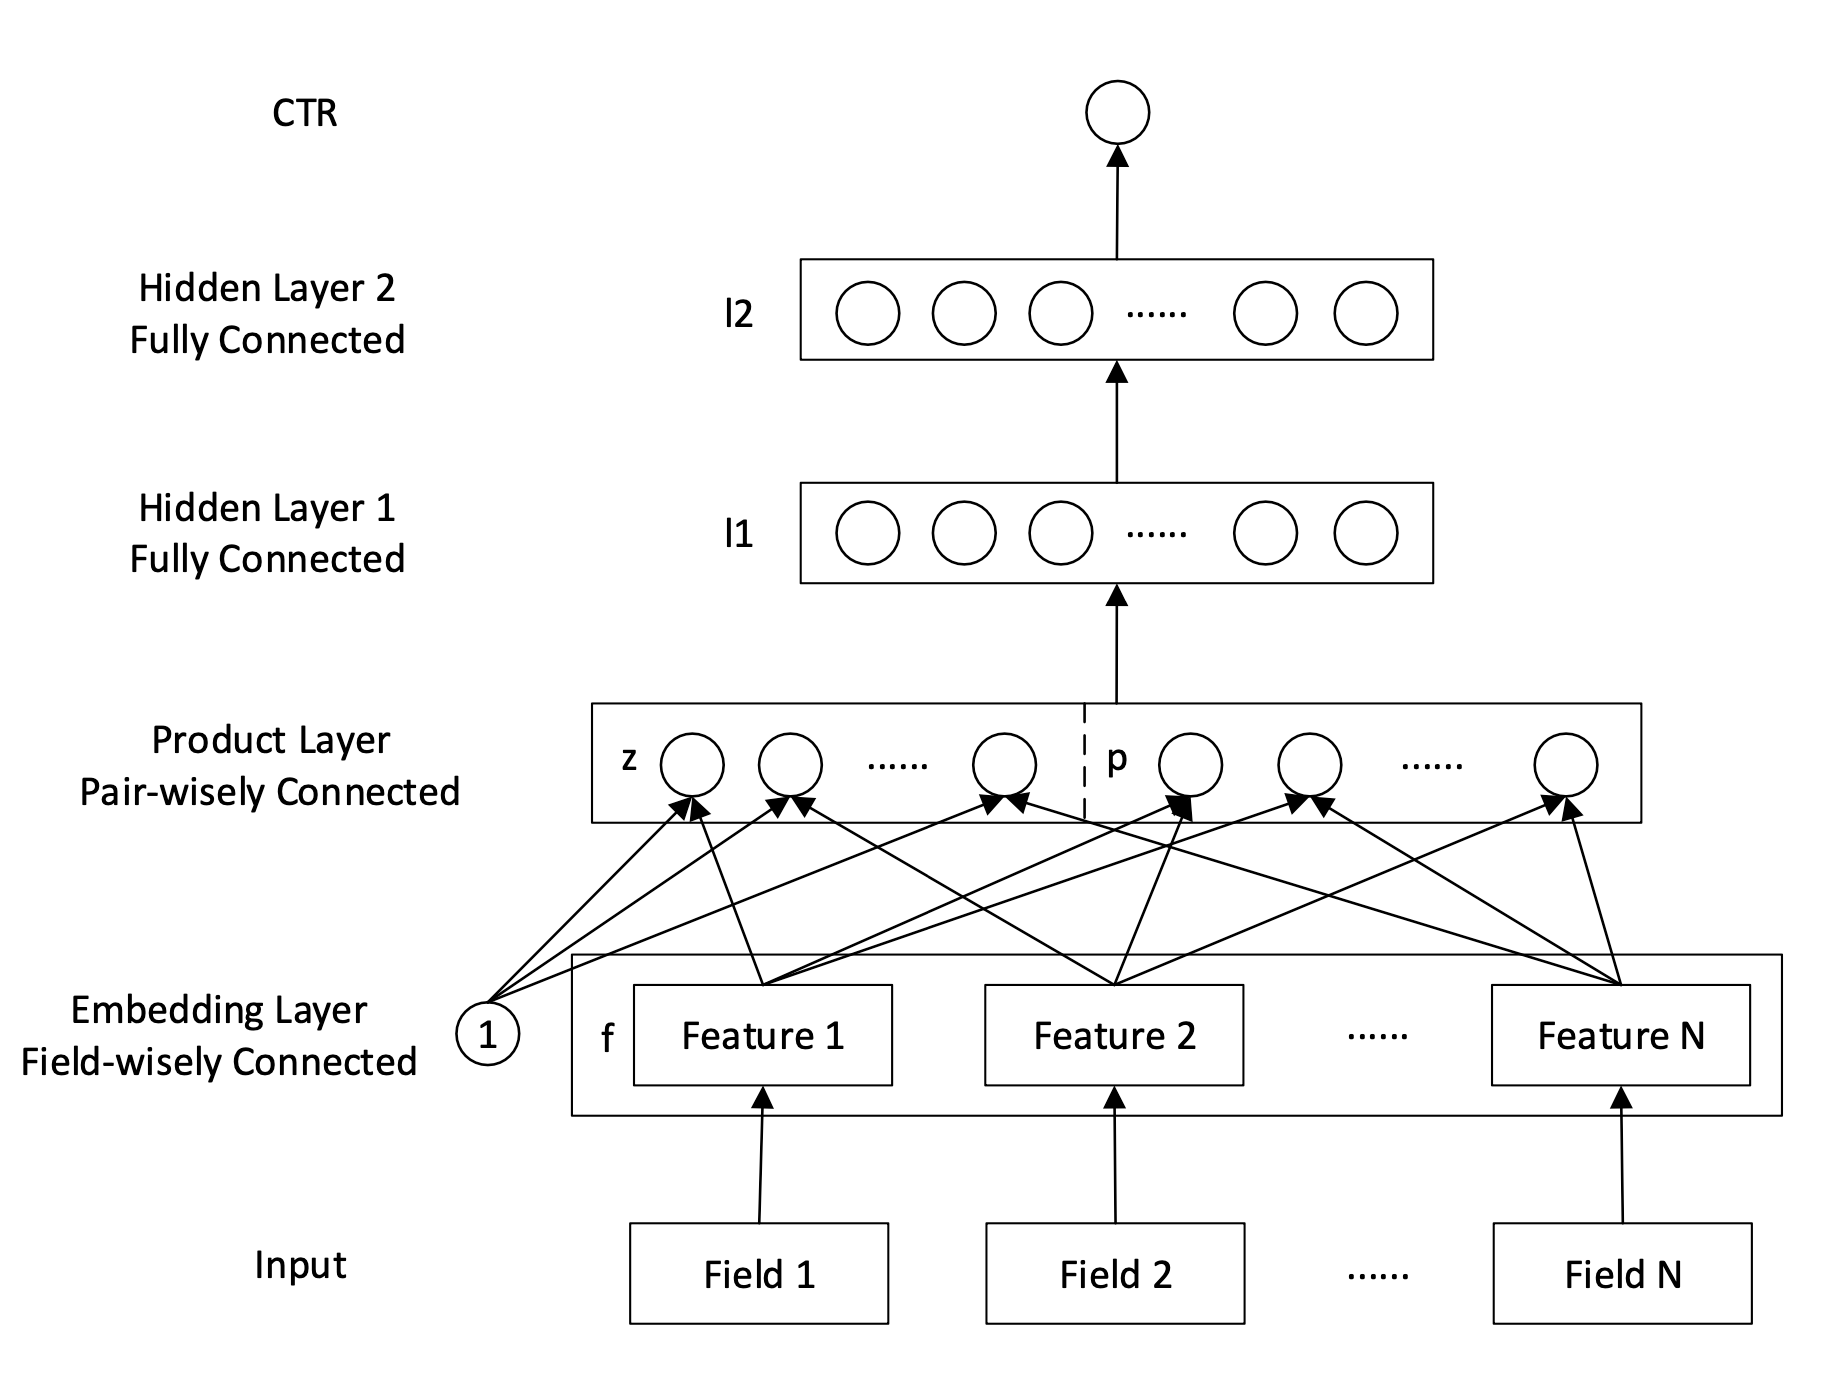 CTR
Hidden Layer 2
Fully Connected
l2
Hidden Layer 1
Fully Connected
l1
Product Layer
Pair-wisely Connected
z
......
p
......
Embedding Layer
Field-wisely Connected
1
f
Feature 1
Feature 2
......
Feature N
Input
Field 1
Field 2
......
Field N